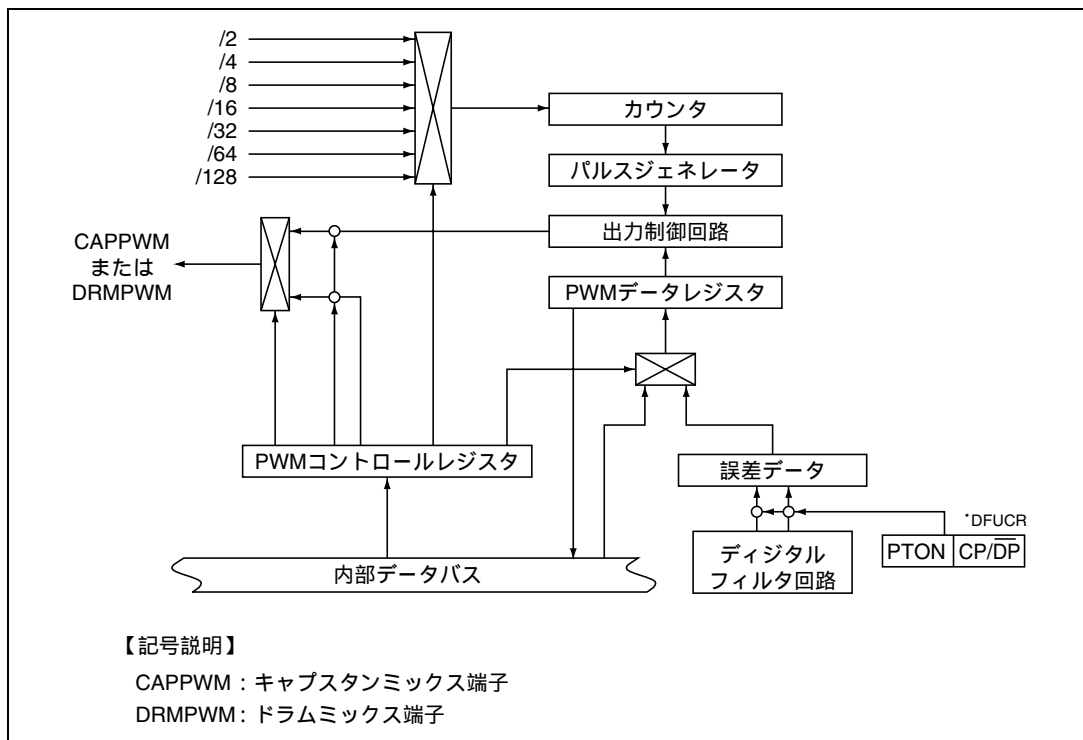 /2
/4
/8
/16
/32
/64
/128
カウンタ
パルスジェネレータ
出力制御回路
CAPPWM
または
DRMPWM
PWMデータレジスタ
PWMコントロールレジスタ
誤差データ
*DFUCR
PTON CP/D̅P̅
ディジタル
フィルタ回路
内部データバス
【記号説明】
CAPPWM : キャプスタンミックス端子
DRMPWM : ドラムミックス端子